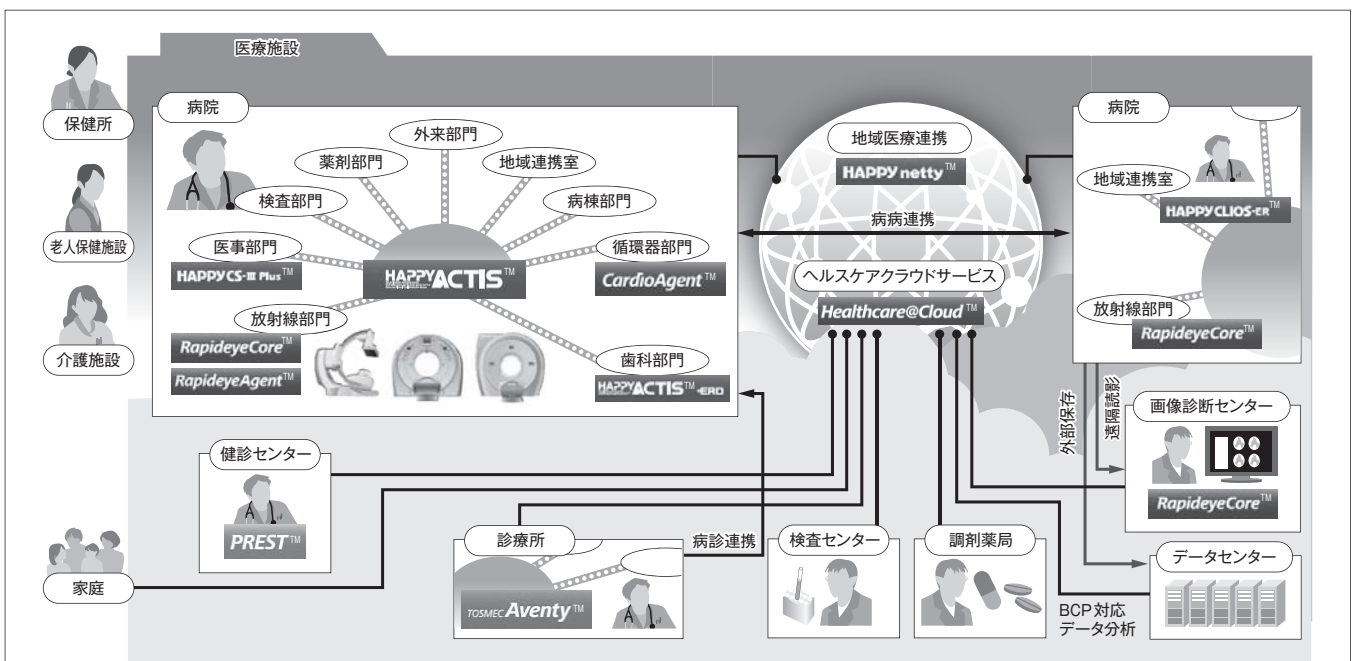 医療施設
保健所
老人保健施設
介護施設
家庭
病院
外来部門
薬剤部門
地域連携室
検査部門
病棟部門
医事部門
HAPPY CS-Ⅲ Plus™
HAPPY ACTIS™
循環器部門
CardioAgent™
放射線部門
RapideyeCore™
RapideyeAgent™
歯科部門
HAPPY ACTIS™-ERD
地域医療連携
HAPPY netty™
病病連携
ヘルスケアクラウドサービス
Healthcare@Cloud™
病院
地域連携室
HAPPY CLIOS-ER™
放射線部門
RapideyeCore™
外部保存
遠隔読影
画像診断センター
RapideyeCore™
健診センター
PREST™
診療所
TOSMEC Aventy™
病診連携
検査センター
調剤薬局
データセンター
BCP対応
データ分析